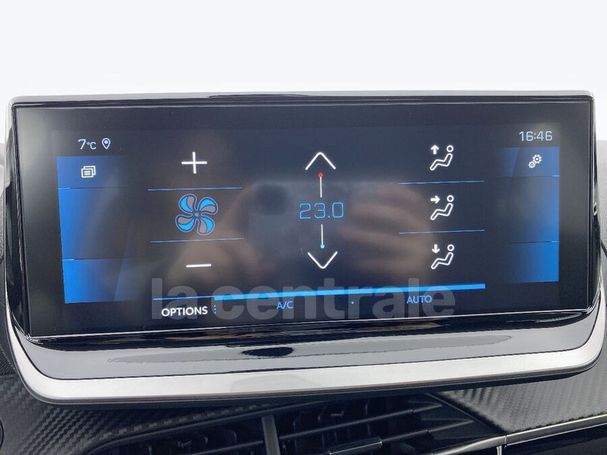 7°C 16:46
23.0
la centrale
OPTIONS A/C AUTO